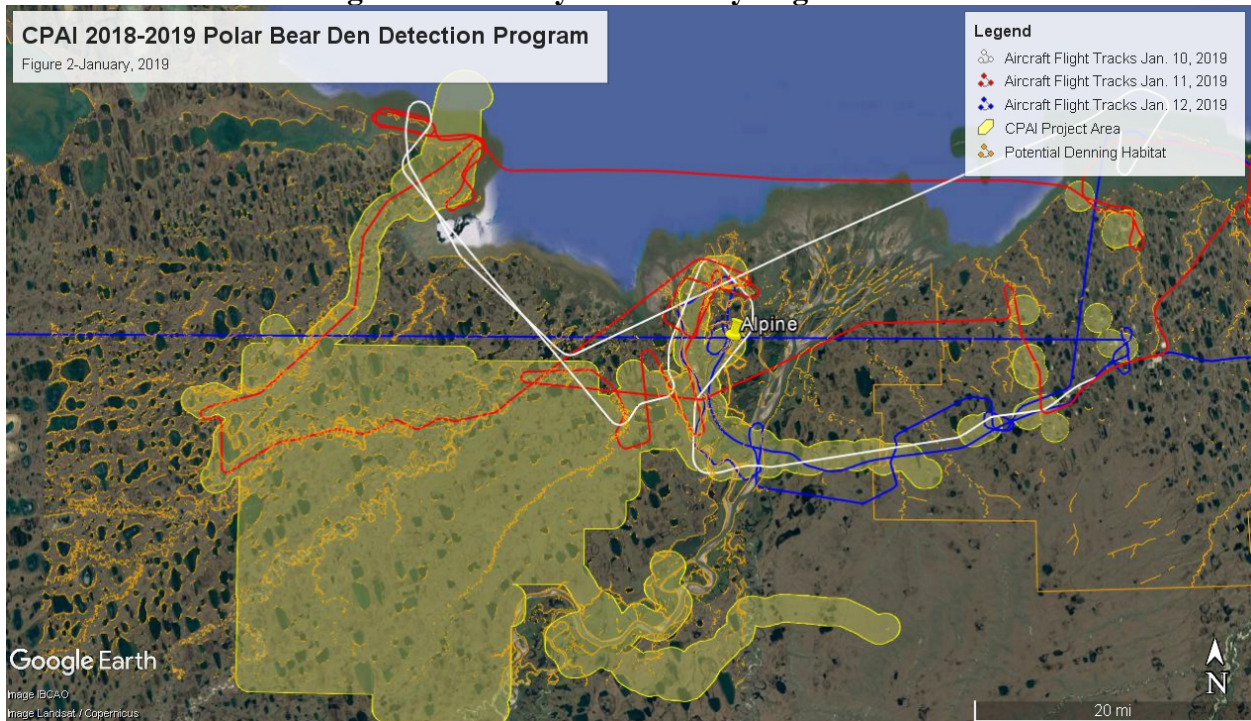 CPAI 2018-2019 Polar Bear Den Detection Program
Figure 2-January, 2019
Legend
Aircraft Flight Tracks Jan. 10, 2019
Aircraft Flight Tracks Jan. 11, 2019
Aircraft Flight Tracks Jan. 12, 2019
CPAI Project Area
Potential Denning Habitat
Alpine
Google Earth
Image IBCAO
Image Landsat / Copernicus
N
20 mi